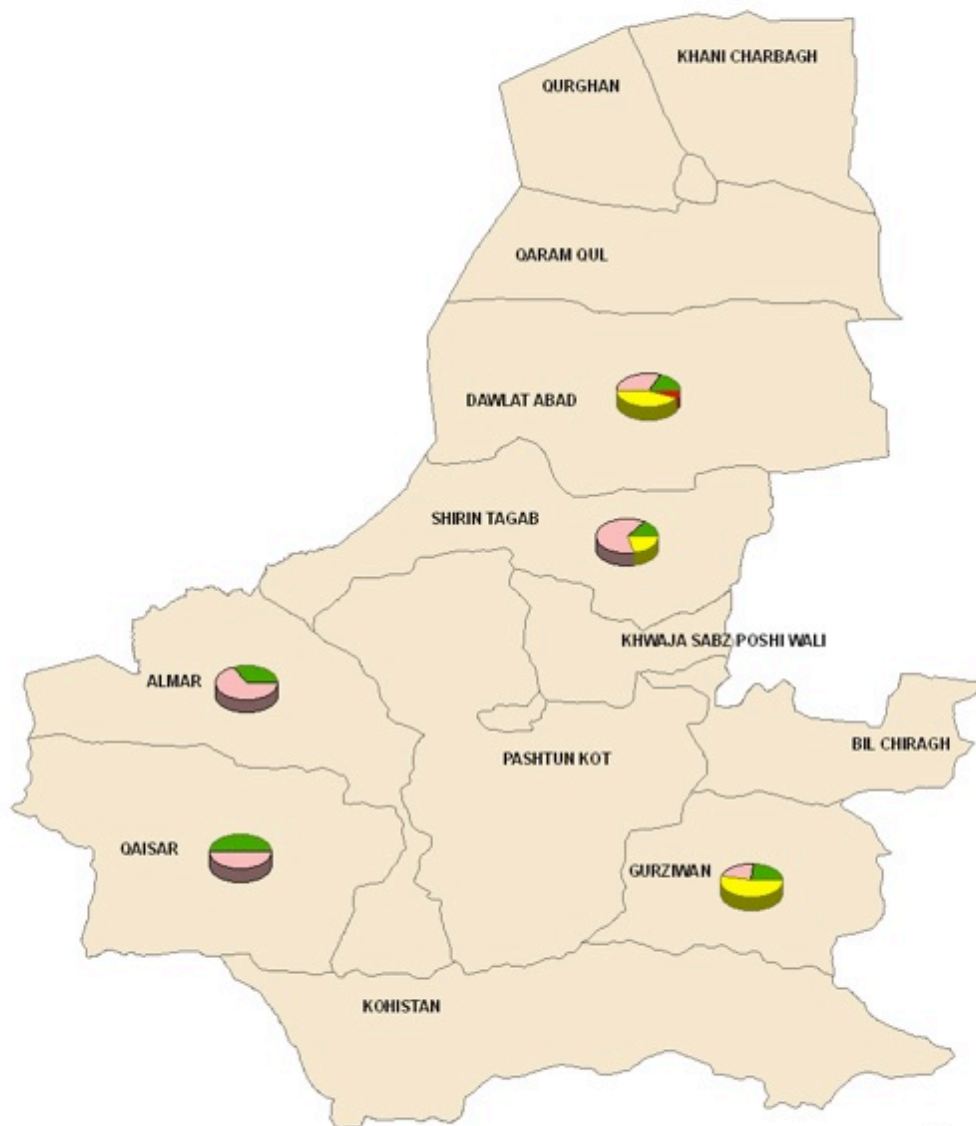 KHANI CHARBAGH
QURGHAN
QARAM QUL
DAWLAT ABAD
SHIRIN TAGAB
KHWAJA SABZ POSHI WALI
ALMAR
BIL CHIRAGH
PASHTUN KOT
QAISAR
GURZIWAN
KOHISTAN